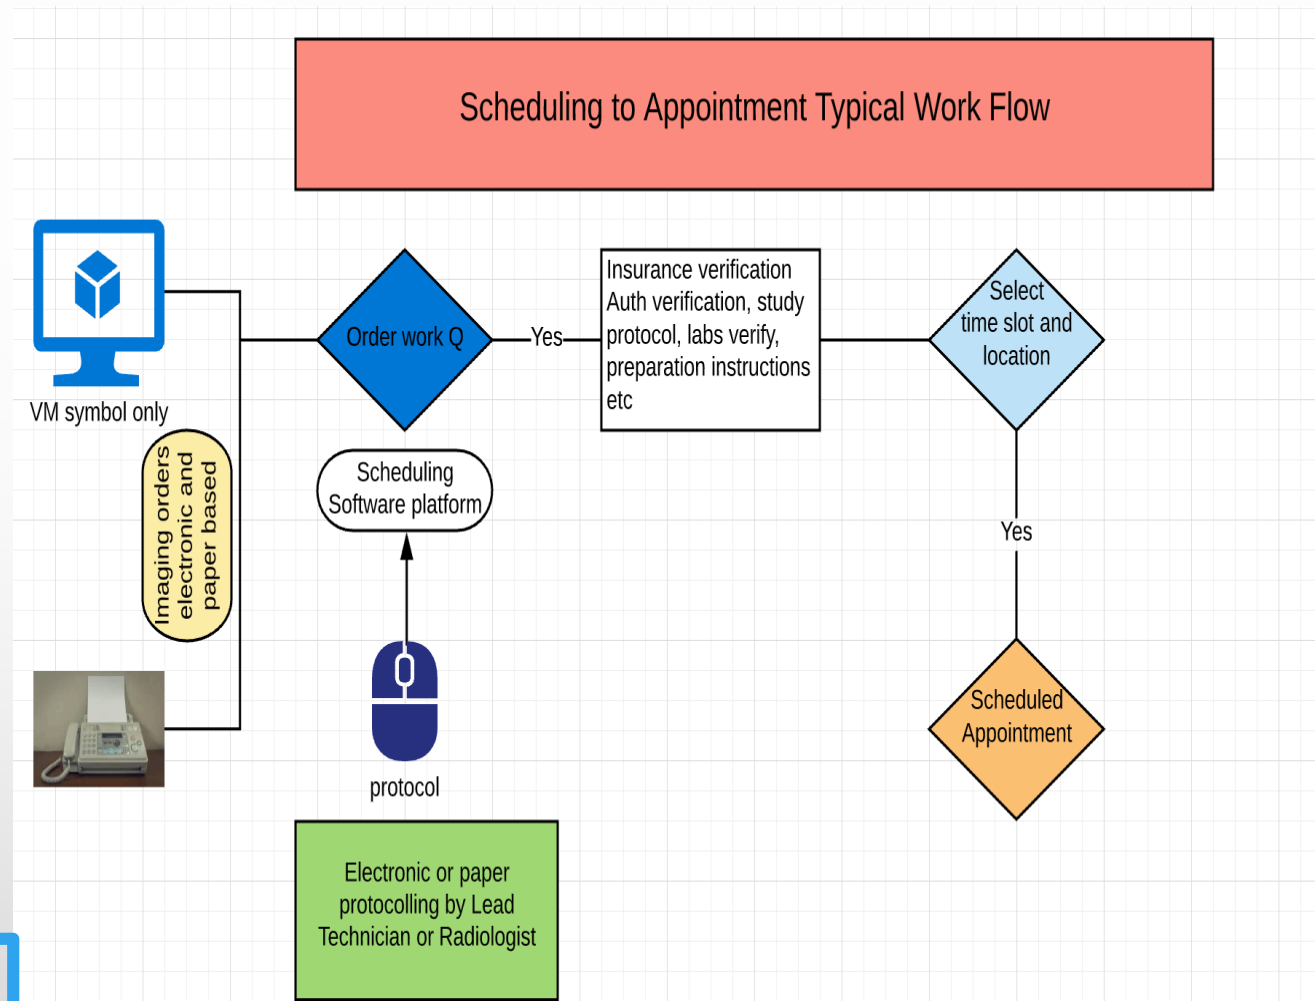 Scheduling to Appointment Typical Work Flow
VM symbol only
Imaging orders
electronic and
paper based
Order work Q
Yes
Insurance verification
Auth verification, study
protocol, labs verify,
preparation instructions
etc
Select
time slot and
location
Scheduling
Software platform
Yes
Scheduled
Appointment
protocol
Electronic or paper
protocolling by Lead
Technician or Radiologist